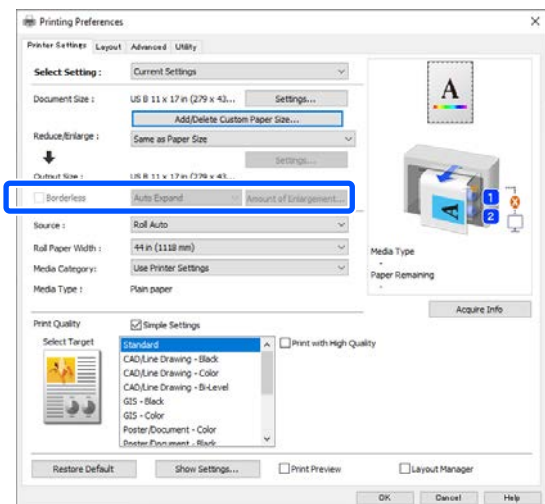 Printing Preferences
Printer Settings Layout Advanced Utility
Select Setting : Current Settings
Document Size : US B 11 x 17 in (279 x 43... Settings...
Add/Delete Custom Paper Size...
Reduce/Enlarge : Same as Paper Size
Settings...
Output Size : US B 11 x 17 in (279 x 43...
Borderless Auto Expand Amount of Enlargement...
Source : Roll Auto
Roll Paper Width : 44 in (1118 mm)
Media Category: Use Printer Settings
Media Type : Plain paper
A
A
1
2
Media Type
-
Paper Remaining
-
Acquire Info
Print Quality Simple Settings
Select Target
Standard
CAD/Line Drawing - Black
CAD/Line Drawing - Color
CAD/Line Drawing - Bi-Level
GIS - Black
GIS - Color
Poster/Document - Color
Poster/Document - Black
Print with High Quality
Restore Default Show Settings... Print Preview Layout Manager
OK Cancel Help